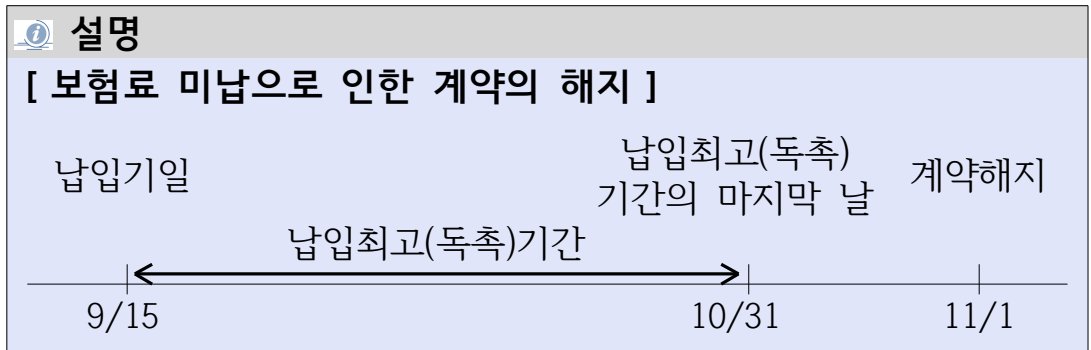 설명
[ 보험료 미납으로 인한 계약의 해지 ]
납입기일
납입최고(독촉)
기간의 마지막 날
계약해지
납입최고(독촉)기간
9/15
10/31
11/1